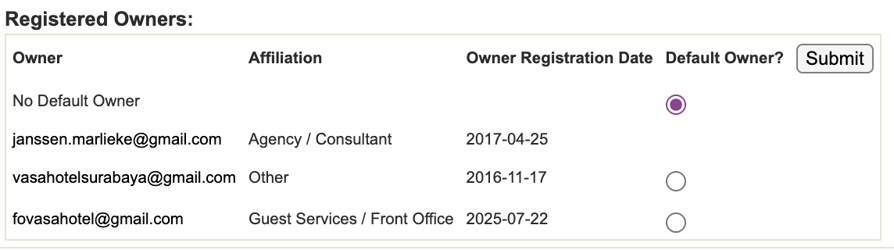 Registered Owners:
Owner Affiliation Owner Registration Date Default Owner? Submit
No Default Owner
janssen.marlieke@gmail.com Agency / Consultant 2017-04-25
vasahotelsurabaya@gmail.com Other 2016-11-17
fovasahotel@gmail.com Guest Services / Front Office 2025-07-22